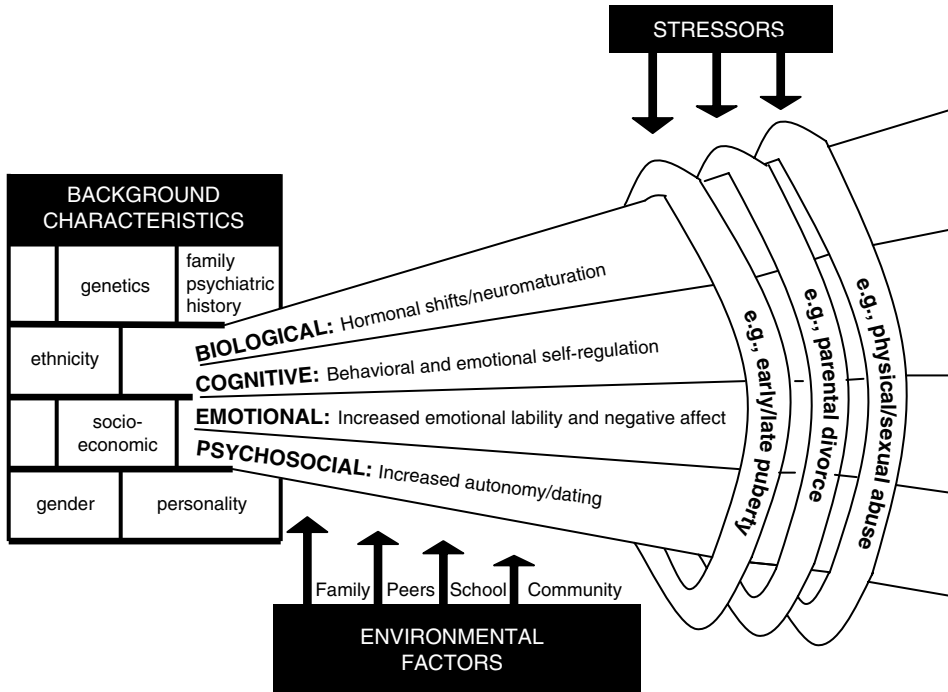 STRESSORS
BACKGROUND
CHARACTERISTICS
genetics
family
psychiatric
history
ethnicity
socio-
economic
gender
personality
BIOLOGICAL: Hormonal shifts/neuromaturation
COGNITIVE: Behavioral and emotional self-regulation
EMOTIONAL: Increased emotional lability and negative affect
PSYCHOSOCIAL: Increased autonomy/dating
e.g., early/late puberty
e.g., parental divorce
e.g., physical/sexual abuse
Family
Peers
School
Community
ENVIRONMENTAL
FACTORS